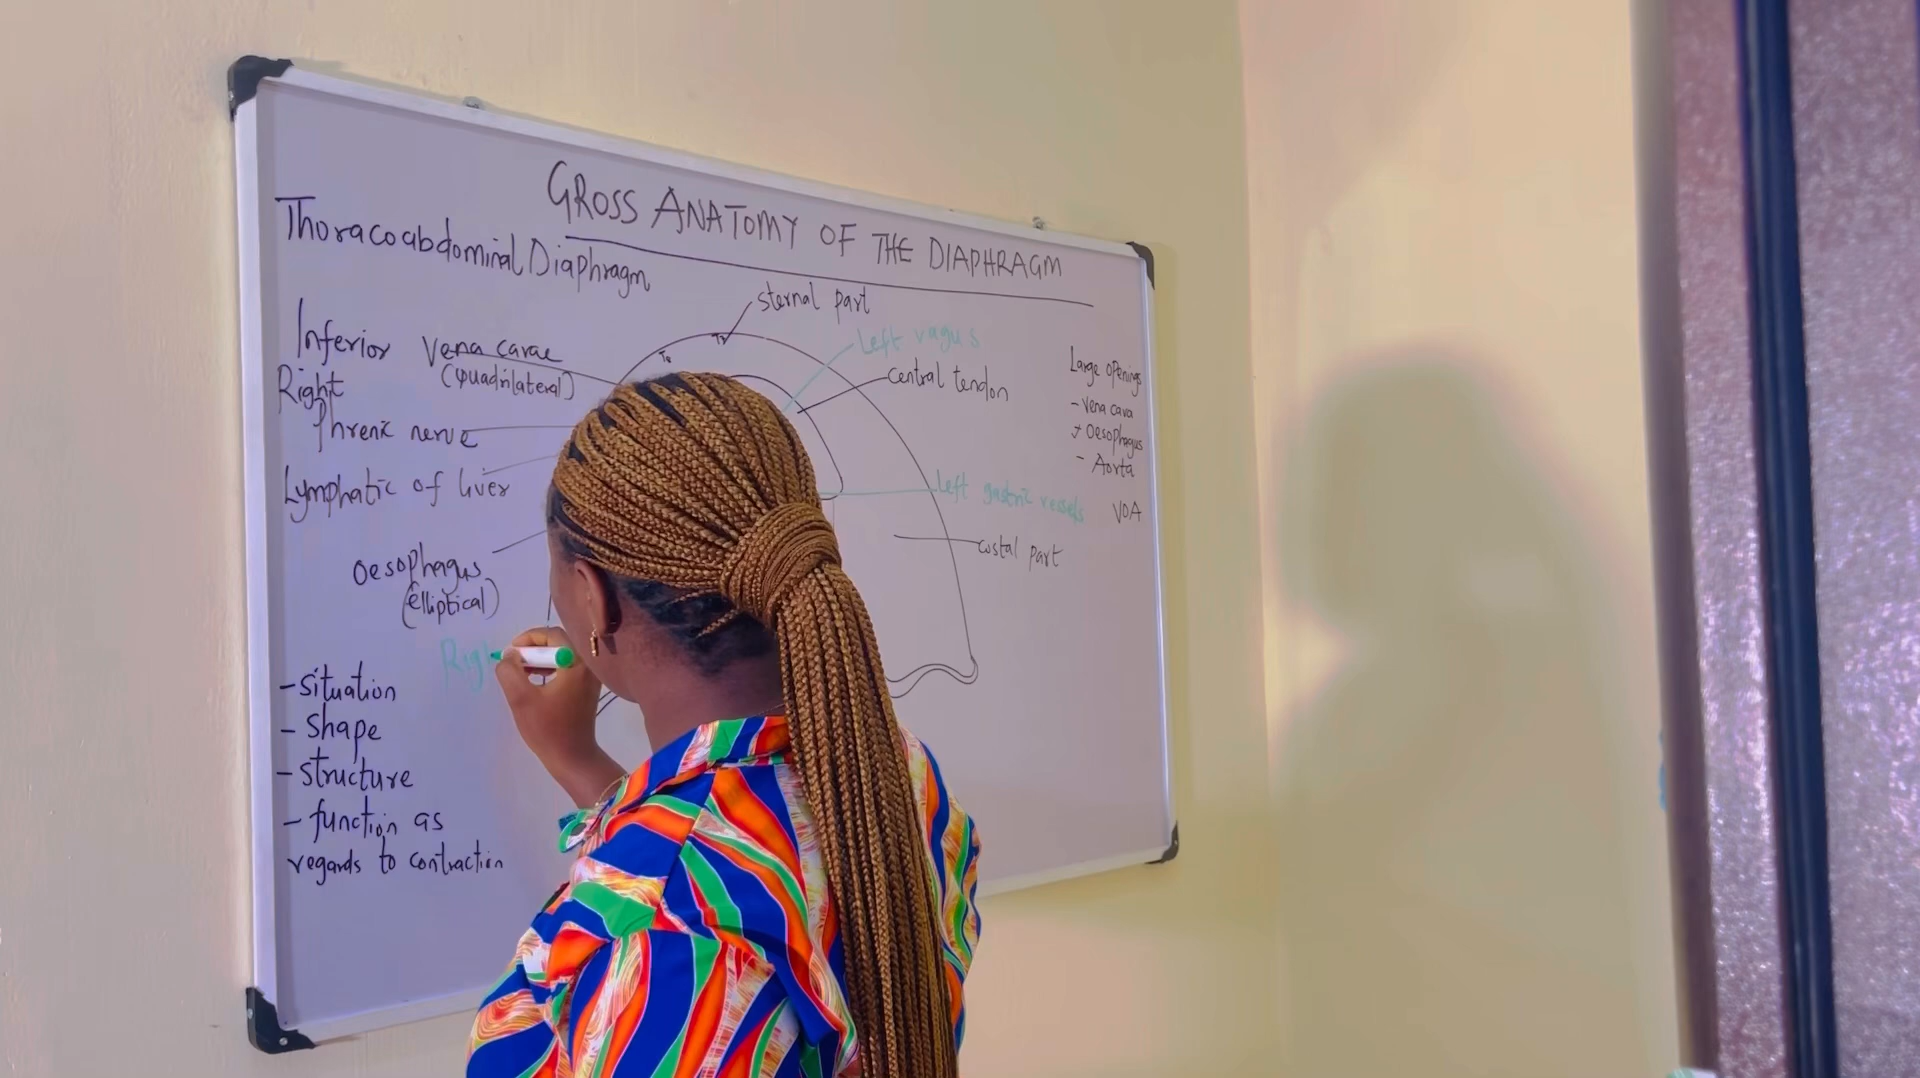 GROSS ANATOMY OF THE DIAPHRAGM
Thoracoabdominal Diaphragm
sternal part
Left vagus
central tendon
Inferior Vena cavae
(quadrilateral)
Right
Phrenic nerve
Lymphatic of liver
Oesophagus
(elliptical)
Left gastric vessels
costal part
Large openings
- Vena cava
- Oesophagus
- Aorta
VOA
Rig
- situation
- shape
- structure
- function as
regards to contraction